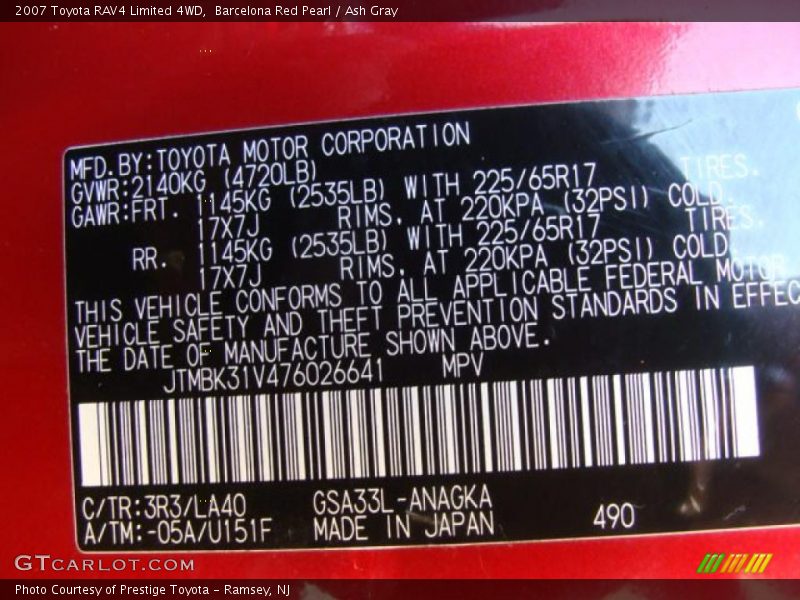 2007 Toyota RAV4 Limited 4WD,  Barcelona Red Pearl / Ash Gray
MFD.BY:TOYOTA MOTOR CORPORATION
GVWR:2140KG (4720LB)
GAWR:FRT. 1145KG (2535LB) WITH 225/65R17 TIRES.
17X7J RIMS, AT 220KPA (32PSI) COLD.
RR. 1145KG (2535LB) WITH 225/65R17 TIRES.
17X7J RIMS, AT 220KPA (32PSI) COLD
THIS VEHICLE CONFORMS TO ALL APPLICABLE FEDERAL MOTOR
VEHICLE SAFETY AND THEFT PREVENTION STANDARDS IN EFFEC
THE DATE OF MANUFACTURE SHOWN ABOVE.
JTMBK31V476026641 MPV
C/TR:3R3/LA40 GSA33L-ANAGKA
A/TM:-05A/U151F MADE IN JAPAN 490
GTCARLOT.COM
Photo Courtesy of Prestige Toyota - Ramsey, NJ